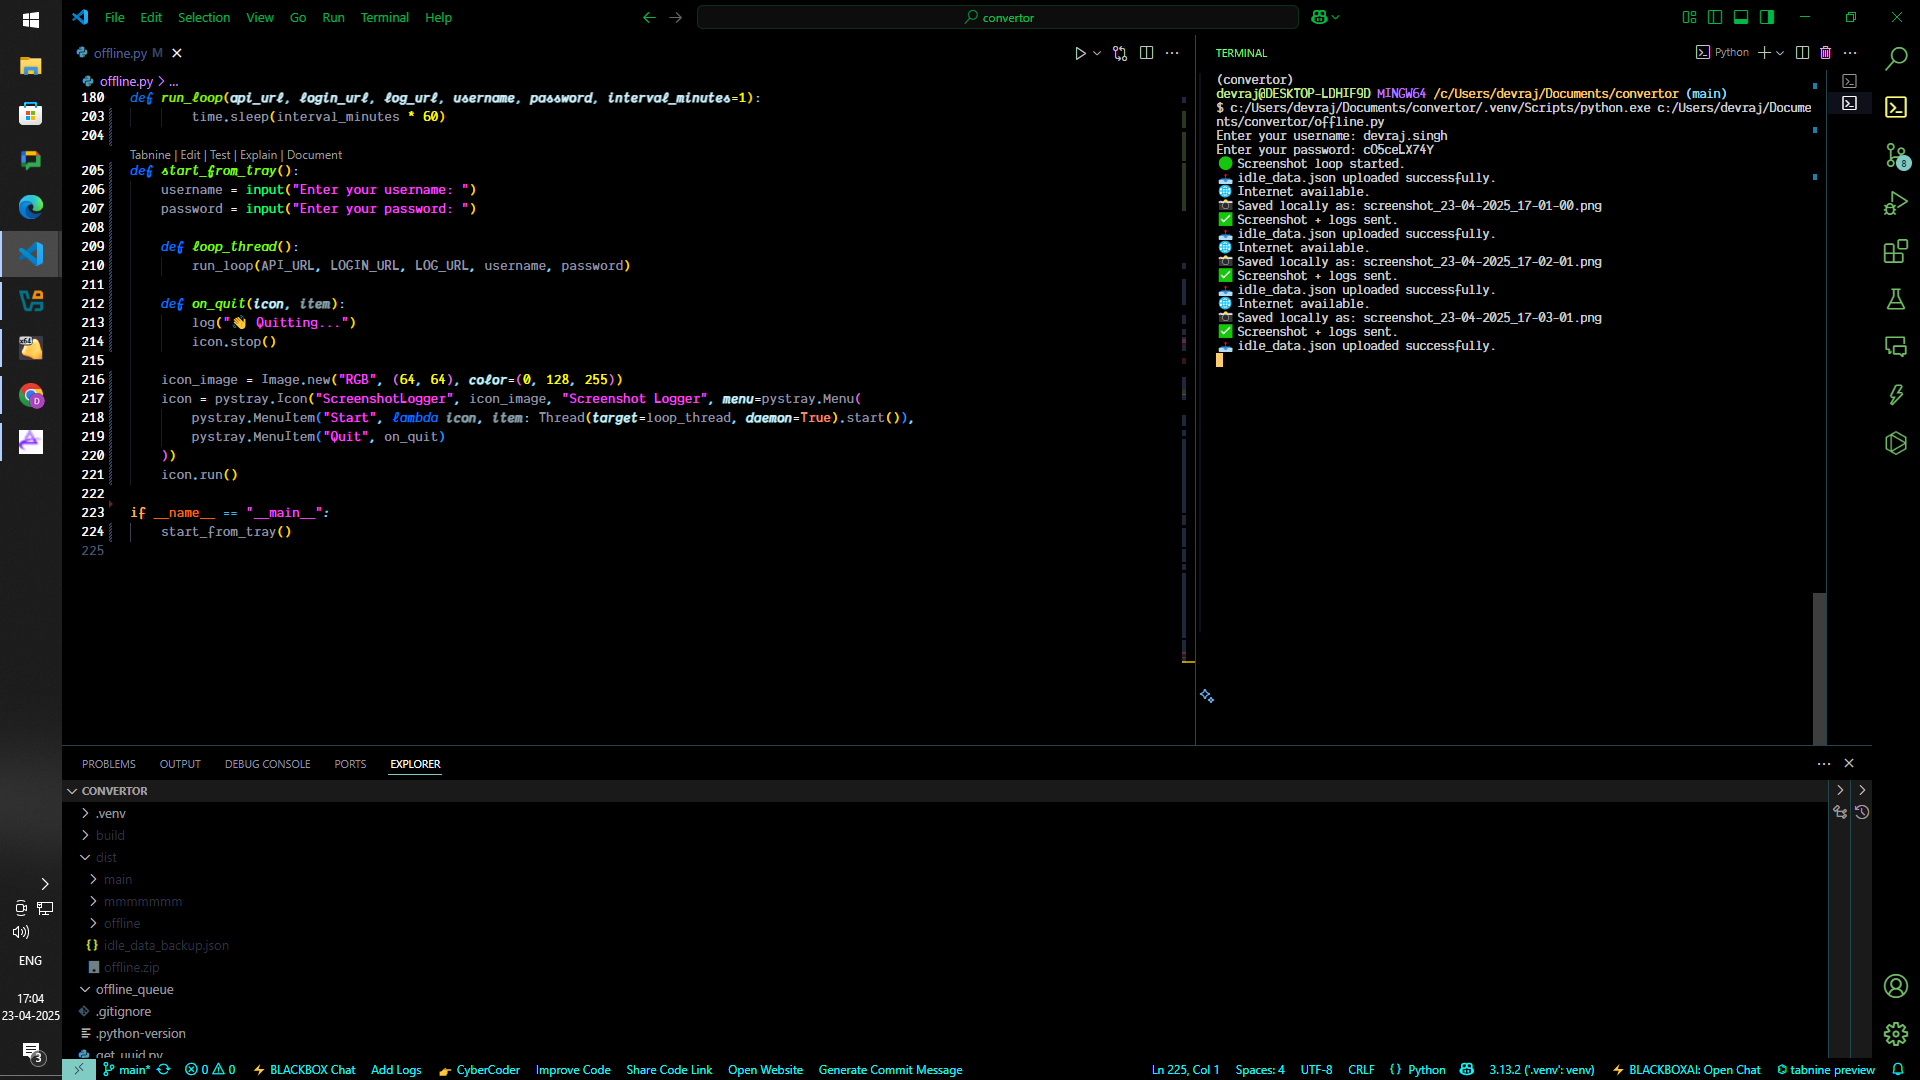 File Edit Selection View Go Run Terminal Help
convertor
offline.py M
offline.py > ...
180 def run_loop(api_url, login_url, log_url, username, password, interval_minutes=1):
203 time.sleep(interval_minutes * 60)
204
Tabnine | Edit | Test | Explain | Document
205 def start_from_tray():
206 username = input("Enter your username: ")
207 password = input("Enter your password: ")
208
209 def loop_thread():
210 run_loop(API_URL, LOGIN_URL, LOG_URL, username, password)
211
212 def on_quit(icon, item):
213 log("👋 Quitting...")
214 icon.stop()
215
216 icon_image = Image.new("RGB", (64, 64), color=(0, 128, 255))
217 icon = pystray.Icon("ScreenshotLogger", icon_image, "Screenshot Logger", menu=pystray.Menu(
218 pystray.MenuItem("Start", lambda icon, item: Thread(target=loop_thread, daemon=True).start()),
219 pystray.MenuItem("Quit", on_quit)
220 ))
221 icon.run()
222
223 if __name__ == "__main__":
224 start_from_tray()
225
TERMINAL
Python
(convertor)
devraj@DESKTOP-LDHIF9D MINGW64 /c/Users/devraj/Documents/convertor (main)
$ c:/Users/devraj/Documents/convertor/.venv/Scripts/python.exe c:/Users/devraj/Docume
nts/convertor/offline.py
Enter your username: devraj.singh
Enter your password: cO5ceLX74Y
🟢 Screenshot loop started.
📤 idle_data.json uploaded successfully.
🌐 Internet available.
📸 Saved locally as: screenshot_23-04-2025_17-01-00.png
✅ Screenshot + logs sent.
📤 idle_data.json uploaded successfully.
🌐 Internet available.
📸 Saved locally as: screenshot_23-04-2025_17-02-01.png
✅ Screenshot + logs sent.
📤 idle_data.json uploaded successfully.
🌐 Internet available.
📸 Saved locally as: screenshot_23-04-2025_17-03-01.png
✅ Screenshot + logs sent.
📤 idle_data.json uploaded successfully.
8
PROBLEMS OUTPUT DEBUG CONSOLE PORTS EXPLORER
CONVERTOR
.venv
build
dist
main
mmmmmmm
offline
{} idle_data_backup.json
offline.zip
offline_queue
.gitignore
.python-version
get_uuid.py
ENG
17:04
23-04-2025
3
main* 0 0 BLACKBOX Chat Add Logs CyberCoder Improve Code Share Code Link Open Website Generate Commit Message
Ln 225, Col 1 Spaces: 4 UTF-8 CRLF {} Python 3.13.2 ('.venv': venv) BLACKBOXAI: Open Chat tabnine preview